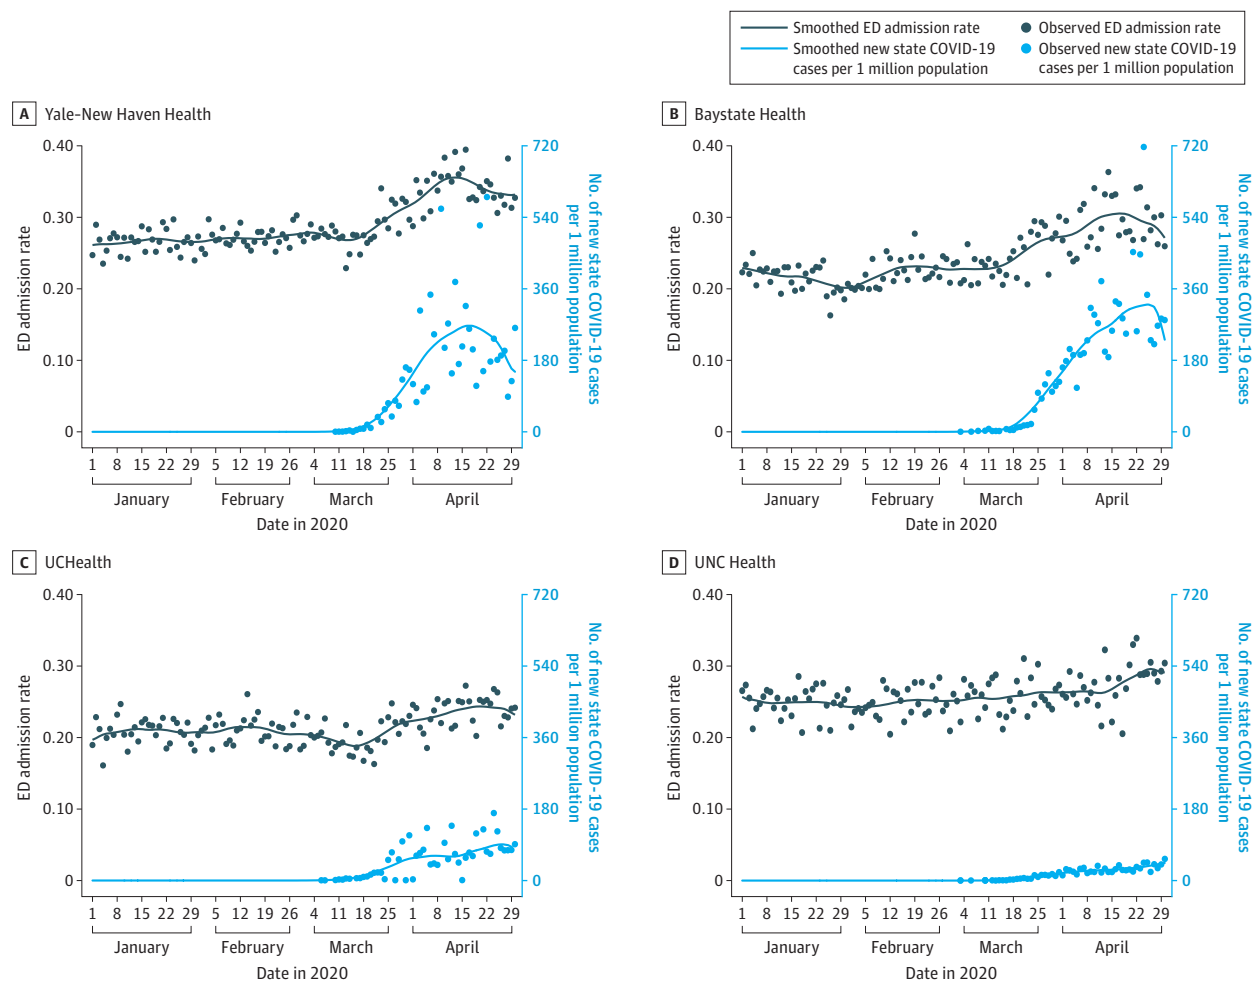 Smoothed ED admission rate
Observed ED admission rate
Smoothed new state COVID-19
cases per 1 million population
Observed new state COVID-19
cases per 1 million population
A Yale–New Haven Health
0.40
0.30
0.20
0.10
0
ED admission rate
720
540
360
180
0
No. of new state COVID-19 cases
per 1 million population
1 8 15 22 29 5 12 19 26 4 11 18 25 1 8 15 22 29
January February March April
Date in 2020
B Baystate Health
0.40
0.30
0.20
0.10
0
ED admission rate
720
540
360
180
0
No. of new state COVID-19 cases
per 1 million population
1 8 15 22 29 5 12 19 26 4 11 18 25 1 8 15 22 29
January February March April
Date in 2020
C UCHealth
0.40
0.30
0.20
0.10
0
ED admission rate
720
540
360
180
0
No. of new state COVID-19 cases
per 1 million population
1 8 15 22 29 5 12 19 26 4 11 18 25 1 8 15 22 29
January February March April
Date in 2020
D UNC Health
0.40
0.30
0.20
0.10
0
ED admission rate
720
540
360
180
0
No. of new state COVID-19 cases
per 1 million population
1 8 15 22 29 5 12 19 26 4 11 18 25 1 8 15 22 29
January February March April
Date in 2020